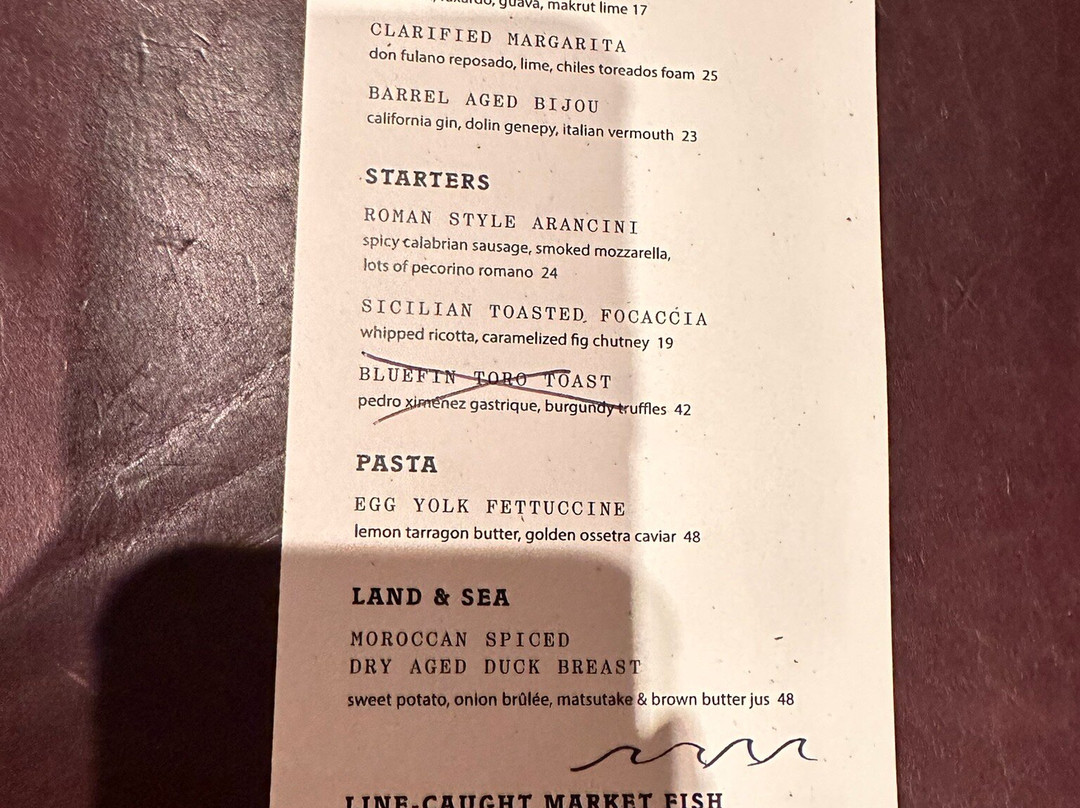 guava, makrut lime 17
CLARIFIED MARGARITA
don fulano reposado, lime, chiles toreados foam 25
BARREL AGED BIJOU
california gin, dolin genepy, italian vermouth 23
STARTERS
ROMAN STYLE ARANCINI
spicy calabrian sausage, smoked mozzarella,
lots of pecorino romano 24
SICILIAN TOASTED FOCACCIA
whipped ricotta, caramelized fig chutney 19
BLUEFIN TORO TOAST
pedro ximénez gastrique, burgundy truffles 42
PASTA
EGG YOLK FETTUCCINE
lemon tarragon butter, golden ossetra caviar 48
LAND & SEA
MOROCCAN SPICED
DRY AGED DUCK BREAST
sweet potato, onion brûlée, matsutake & brown butter jus 48
LINE-CAUGHT MARKET FISH